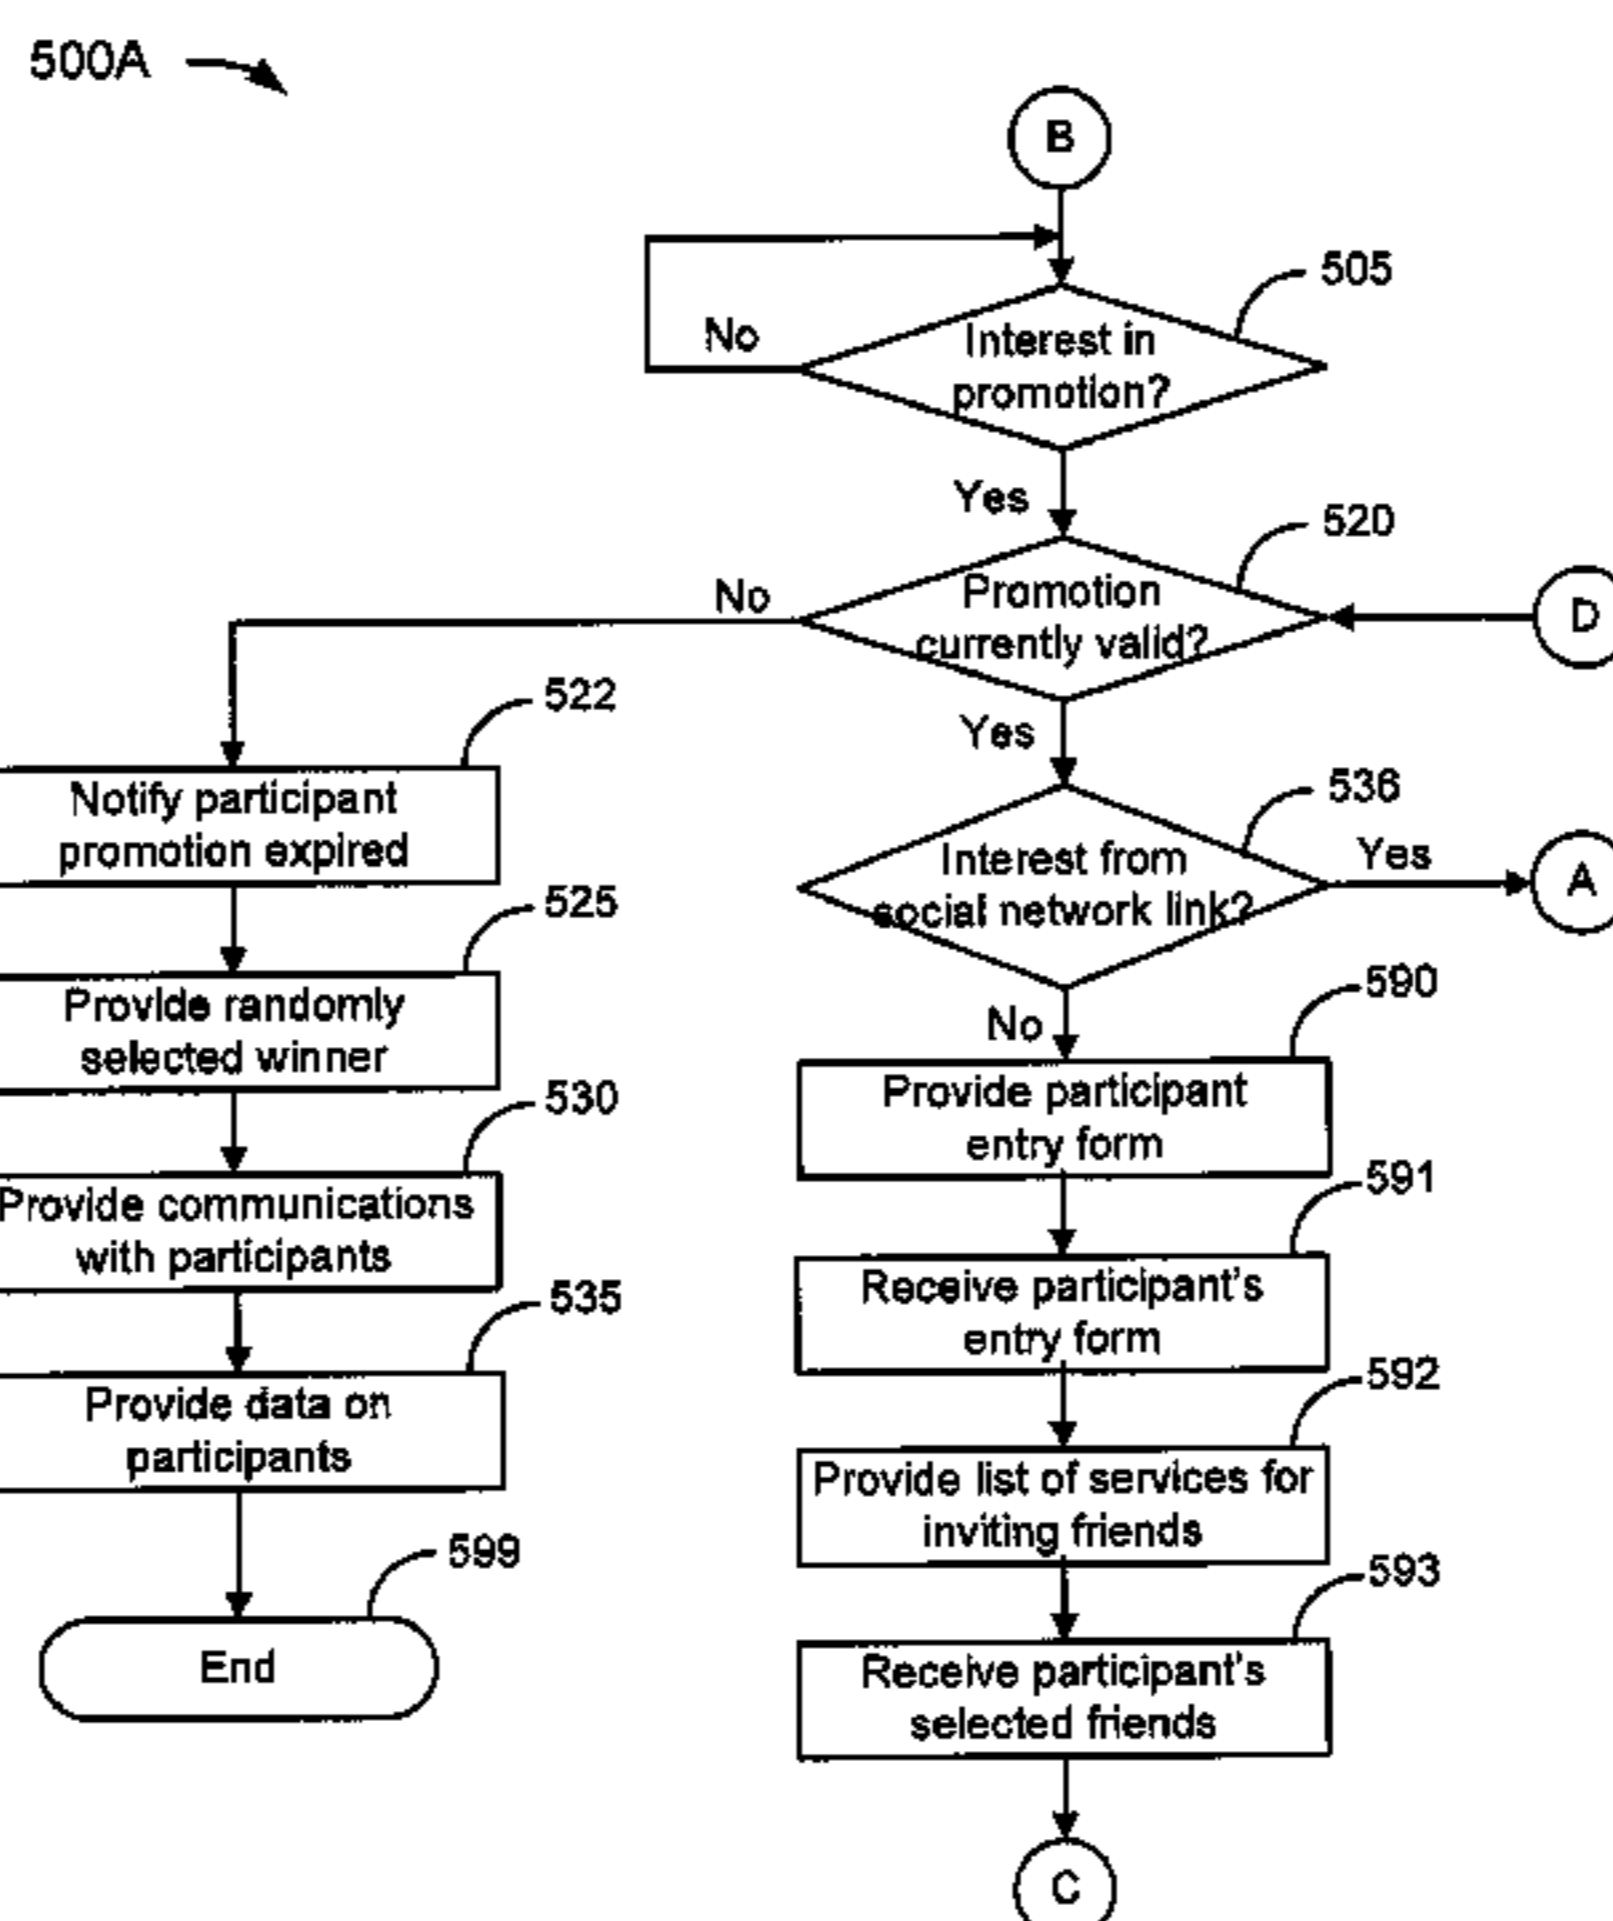 500A
B
505
No
Interest in
promotion?
Yes
520
No
Promotion
currently valid?
D
522
Yes
Notify participant
promotion expired
536
Interest from
social network link?
Yes
A
525
Provide randomly
selected winner
590
No
Provide participant
entry form
530
Provide communications
with participants
591
Receive participant's
entry form
535
Provide data on
participants
592
Provide list of services for
inviting friends
599
End
593
Receive participant's
selected friends
C